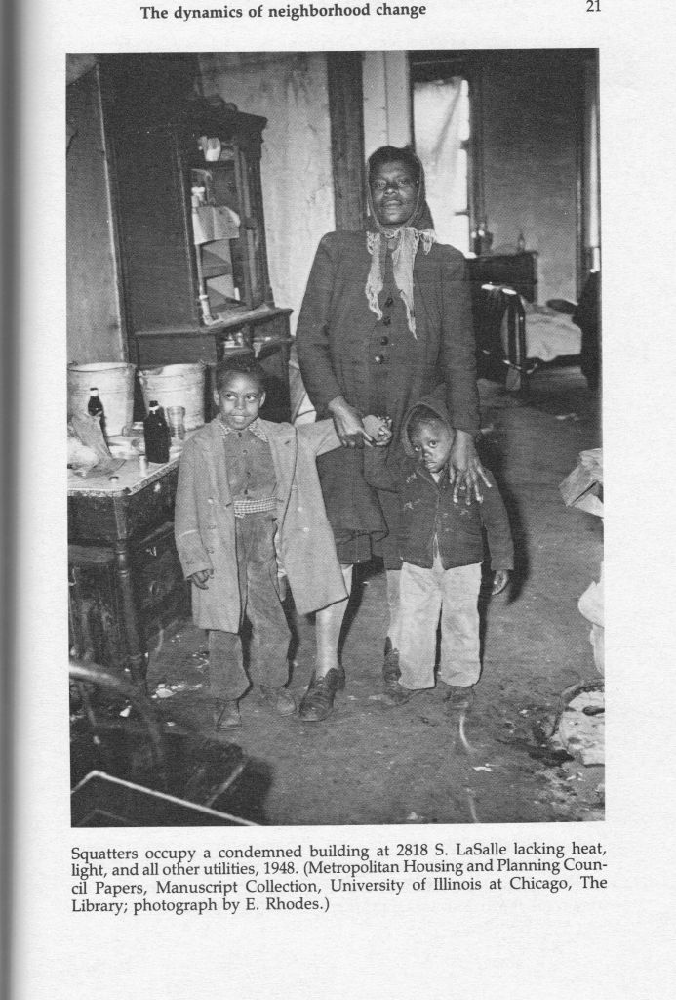 The dynamics of neighborhood change 21
Squatters occupy a condemned building at 2818 S. LaSalle lacking heat,
light, and all other utilities, 1948. (Metropolitan Housing and Planning Coun-
cil Papers, Manuscript Collection, University of Illinois at Chicago, The
Library; photograph by E. Rhodes.)